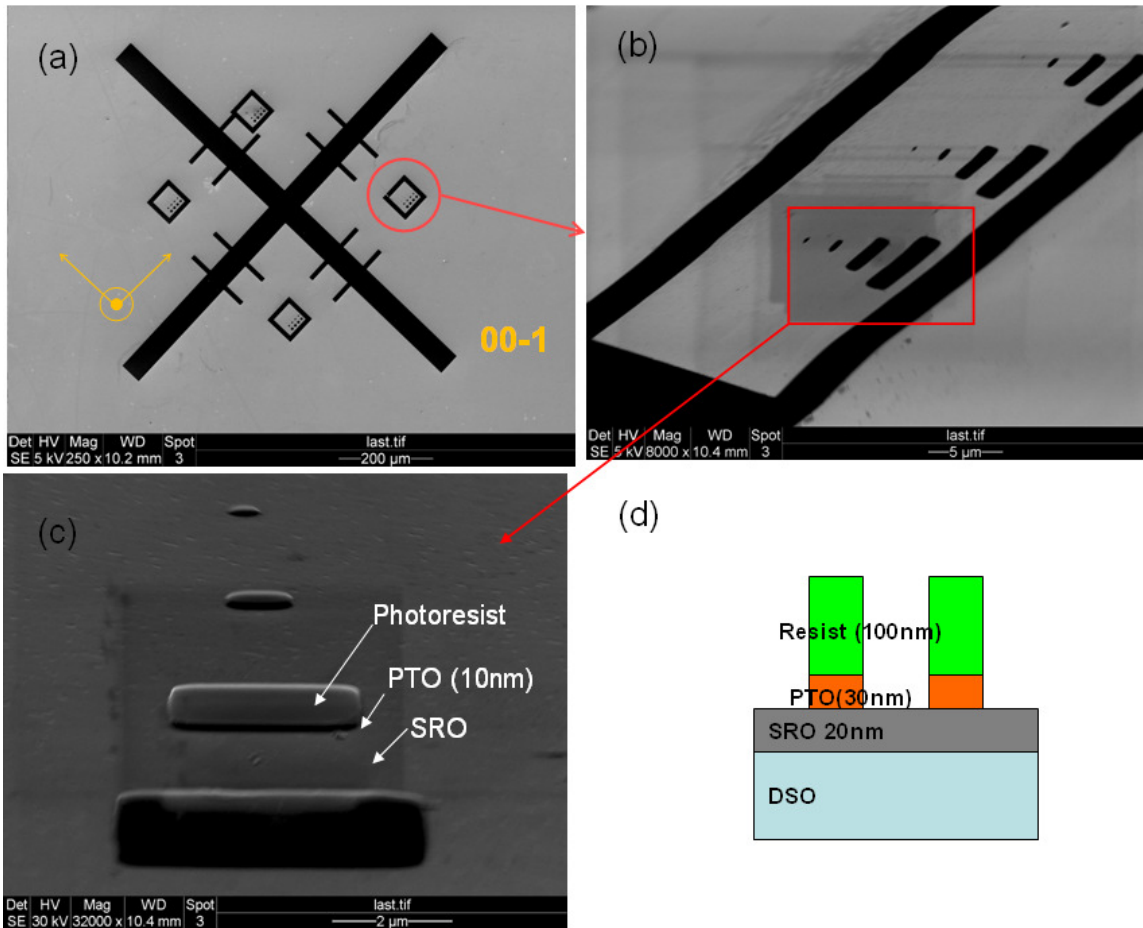 (a)
00-1
Det HV Mag WD Spot last.tif
SE 5 kV 250 x 10.2 mm 3 200 µm
(b)
Det HV Mag WD Spot last.tif
SE 5 kV 8000 x 10.4 mm 3 5 µm
(c)
Photoresist
PTO (10nm)
SRO
Det HV Mag WD Spot last.tif
SE 30 kV 32000 x 10.4 mm 3 2 µm
(d)
Resist (100nm)
PTO(30nm)
SRO 20nm
DSO